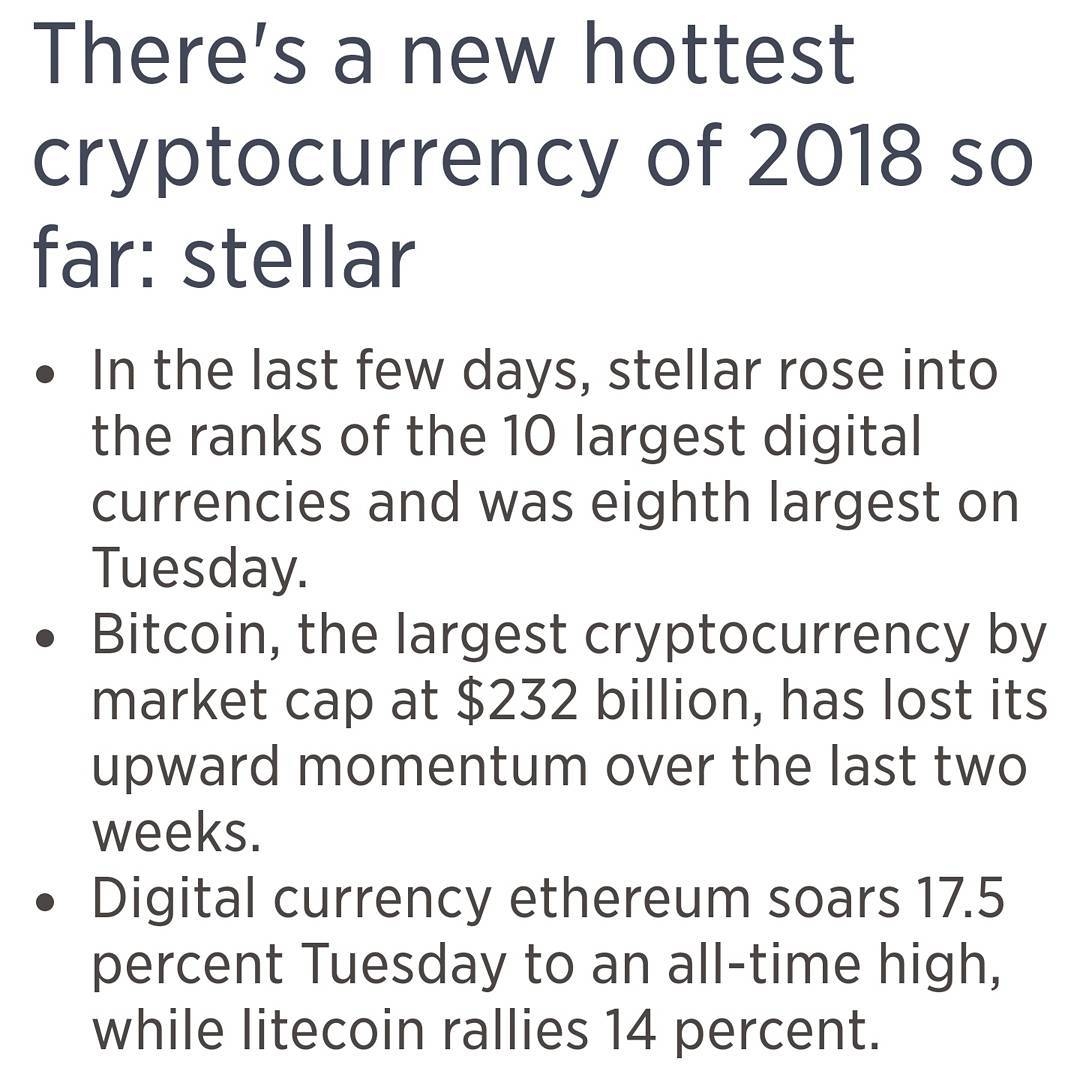 There's a new hottest
cryptocurrency of 2018 so
far: stellar
• In the last few days, stellar rose into
the ranks of the 10 largest digital
currencies and was eighth largest on
Tuesday.
• Bitcoin, the largest cryptocurrency by
market cap at $232 billion, has lost its
upward momentum over the last two
weeks.
• Digital currency ethereum soars 17.5
percent Tuesday to an all-time high,
while litecoin rallies 14 percent.